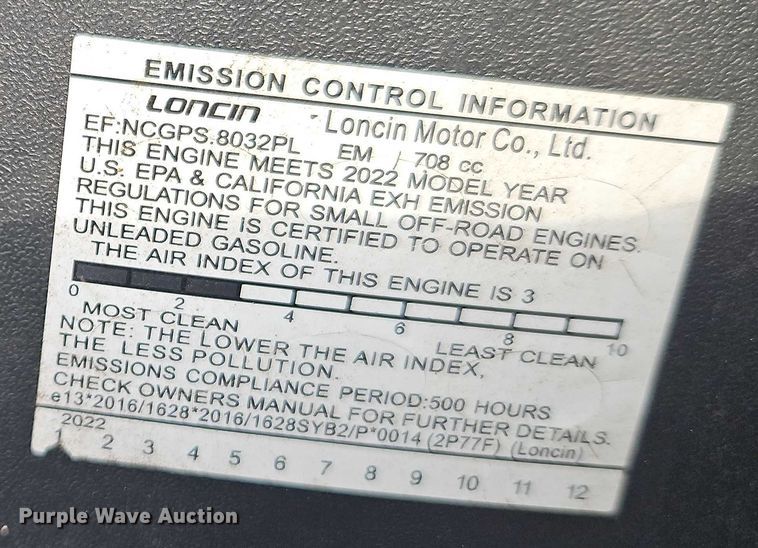 EMISSION CONTROL INFORMATION
LONCIN Loncin Motor Co., Ltd.
EF:NCGPS.8032PL EM 708 cc
THIS ENGINE MEETS 2022 MODEL YEAR
U.S. EPA & CALIFORNIA EXH EMISSION
REGULATIONS FOR SMALL OFF-ROAD ENGINES.
THIS ENGINE IS CERTIFIED TO OPERATE ON
UNLEADED GASOLINE.
THE AIR INDEX OF THIS ENGINE IS 3
0 2 4 6 8 10
MOST CLEAN LEAST CLEAN
NOTE: THE LOWER THE AIR INDEX,
THE LESS POLLUTION.
EMISSIONS COMPLIANCE PERIOD:500 HOURS
CHECK OWNERS MANUAL FOR FURTHER DETAILS.
e13*2016/1628*2016/1628SYB2/P*0014 (2P77F) (Loncin)
2022
1 2 3 4 5 6 7 8 9 10 11 12
Purple Wave Auction